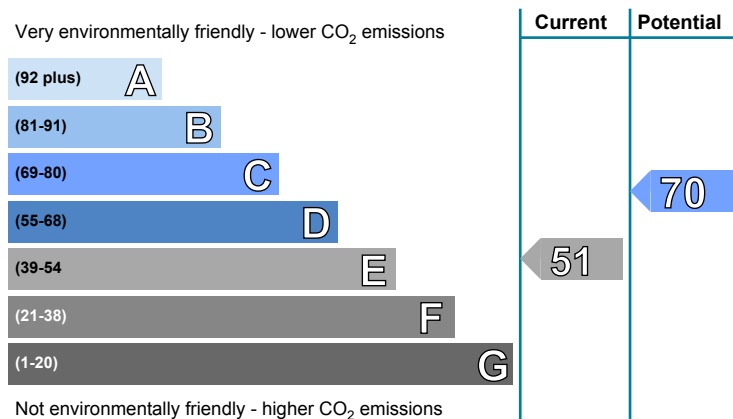 Current Potential
Very environmentally friendly - lower CO2 emissions
(92 plus) A
(81-91) B
(69-80) C
70
(55-68) D
(39-54 E
51
(21-38) F
(1-20) G
Not environmentally friendly - higher CO2 emissions